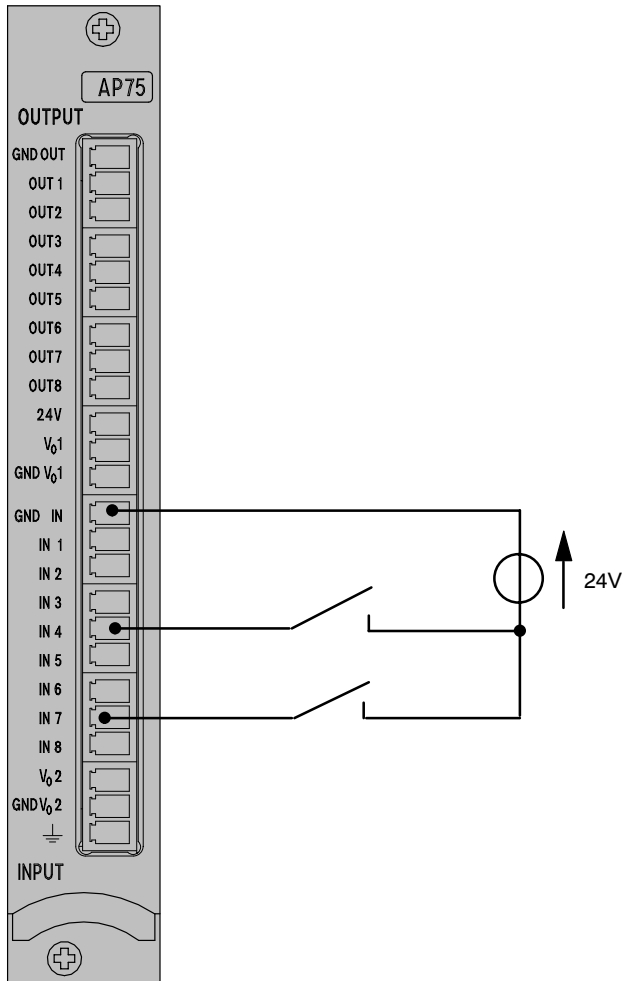 AP75
OUTPUT
GND OUT
OUT 1
OUT2
OUT3
OUT4
OUT5
OUT6
OUT7
OUT8
24V
V₀1
GND V₀1
GND IN
IN 1
IN 2
IN 3
IN 4
IN 5
IN 6
IN 7
IN 8
V₀2
GND V₀2
INPUT
24V